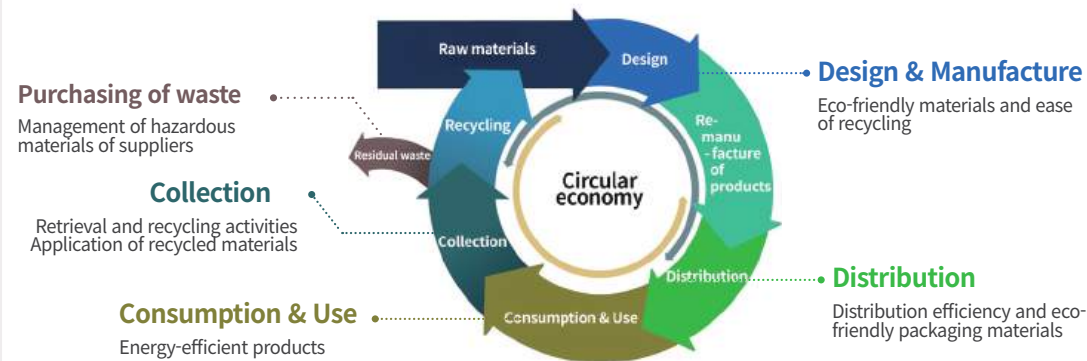 Raw materials
Design
Re-
manu
- facture
of
products
Distribution
Consumption & Use
Collection
Recycling
Residual waste
Circular
economy
Purchasing of waste
Management of hazardous
materials of suppliers
Collection
Retrieval and recycling activities
Application of recycled materials
Consumption & Use
Energy-efficient products
Design & Manufacture
Eco-friendly materials and ease
of recycling
Distribution
Distribution efficiency and eco-
friendly packaging materials